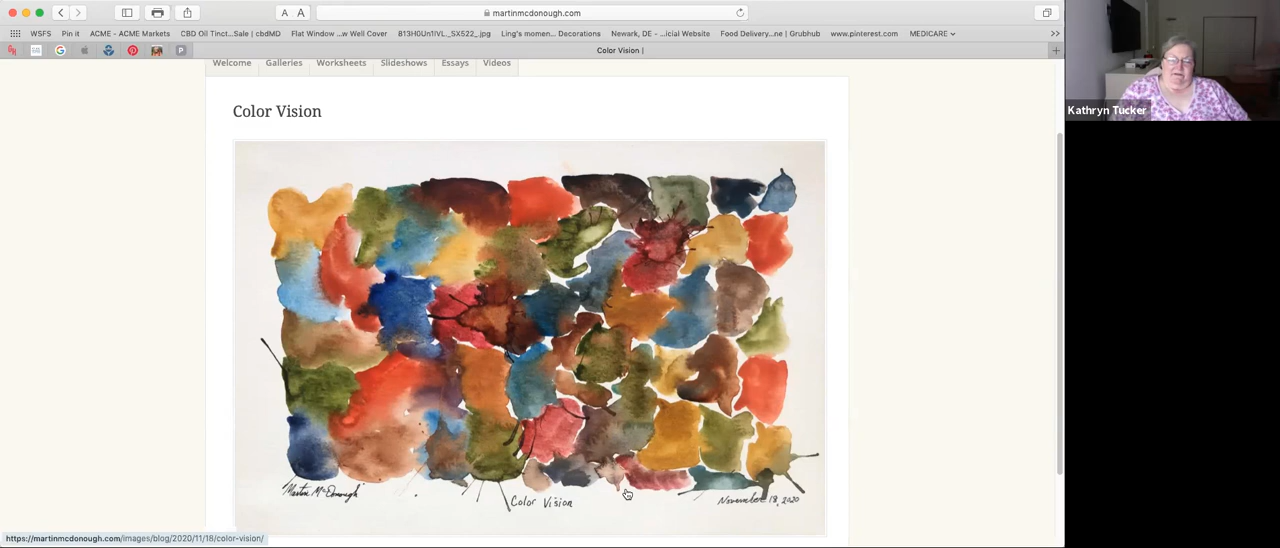 martinmcdonough.com
WSFS Pin it ACME - ACME Markets CBD Oil Tinct...Sale | cbdMD Flat Window ...w Well Cover B13H0Un1IVL._SX522_.jpg Ling's momen... Decorations Newark, DE - ...icial Website Food Delivery...ne | Grubhub www.pinterest.com MEDICARE
Color Vision |
Welcome Galleries Worksheets Slideshows Essays Videos
Kathryn Tucker
Color Vision
Martin McDonough
Color Vision
November 18, 2020
https://martinmcdonough.com/images/blog/2020/11/18/color-vision/